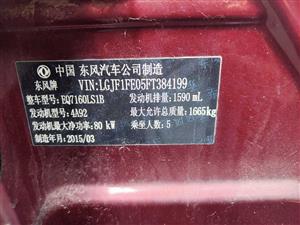 中国 东风汽车公司制造
东风牌 VIN:LGJF1FE05FT384199
整车型号:EQ7160LS1B 发动机排量:1590 mL
发动机型号:4A92 最大允许总质量:1665kg
发动机最大净功率:80 kW 乘坐人数:5
制造年月:2015/03